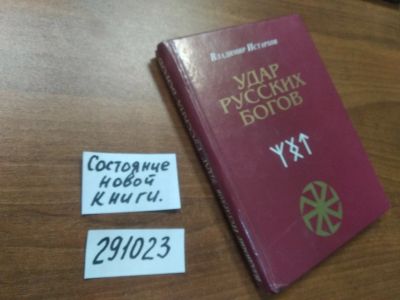 Владимир Истархов
УДАР
РУССКИХ
БОГОВ
Состояние
новой
книги.
291023